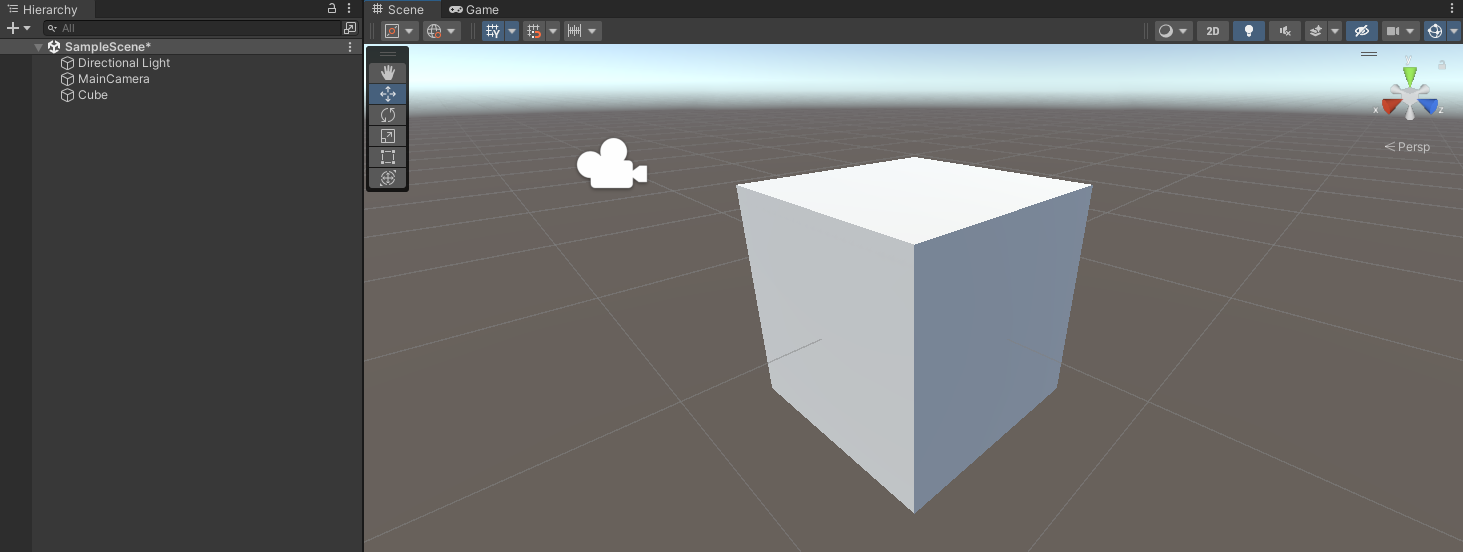 Hierarchy
All
SampleScene*
Directional Light
MainCamera
Cube
Scene
Game
2D
y
x
z
Persp